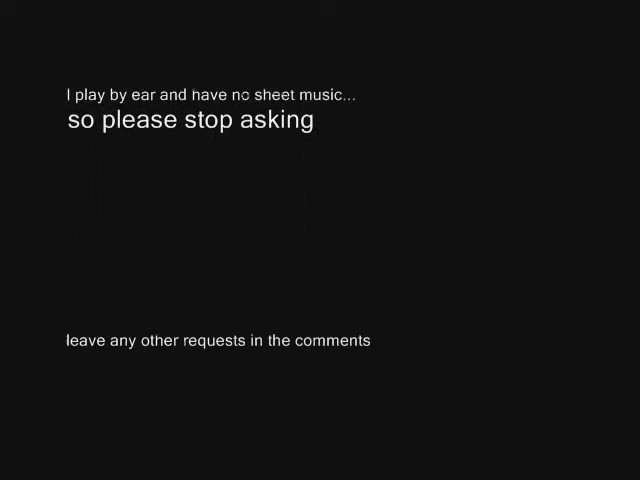 I play by ear and have no sheet music...
so please stop asking
leave any other requests in the comments